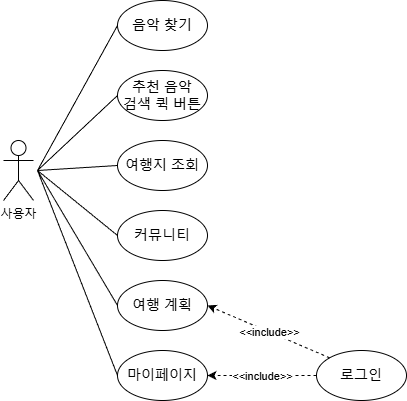 음악 찾기
추천 음악
검색 퀵 버튼
여행지 조회
사용자
커뮤니티
여행 계획
<<include>>
마이페이지
<<include>>
로그인